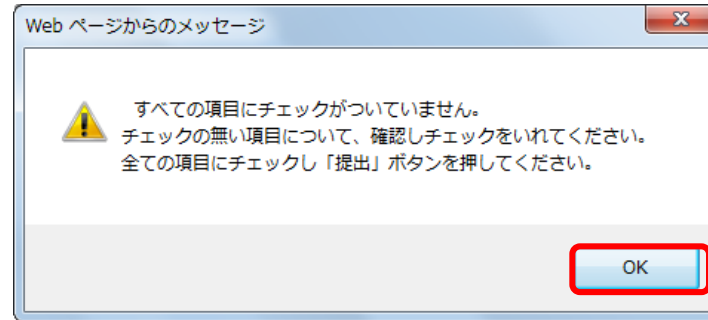 Web ページからのメッセージ
すべての項目にチェックがついていません。
チェックの無い項目について、確認しチェックをいれてください。
全ての項目にチェックし「提出」ボタンを押してください。
OK